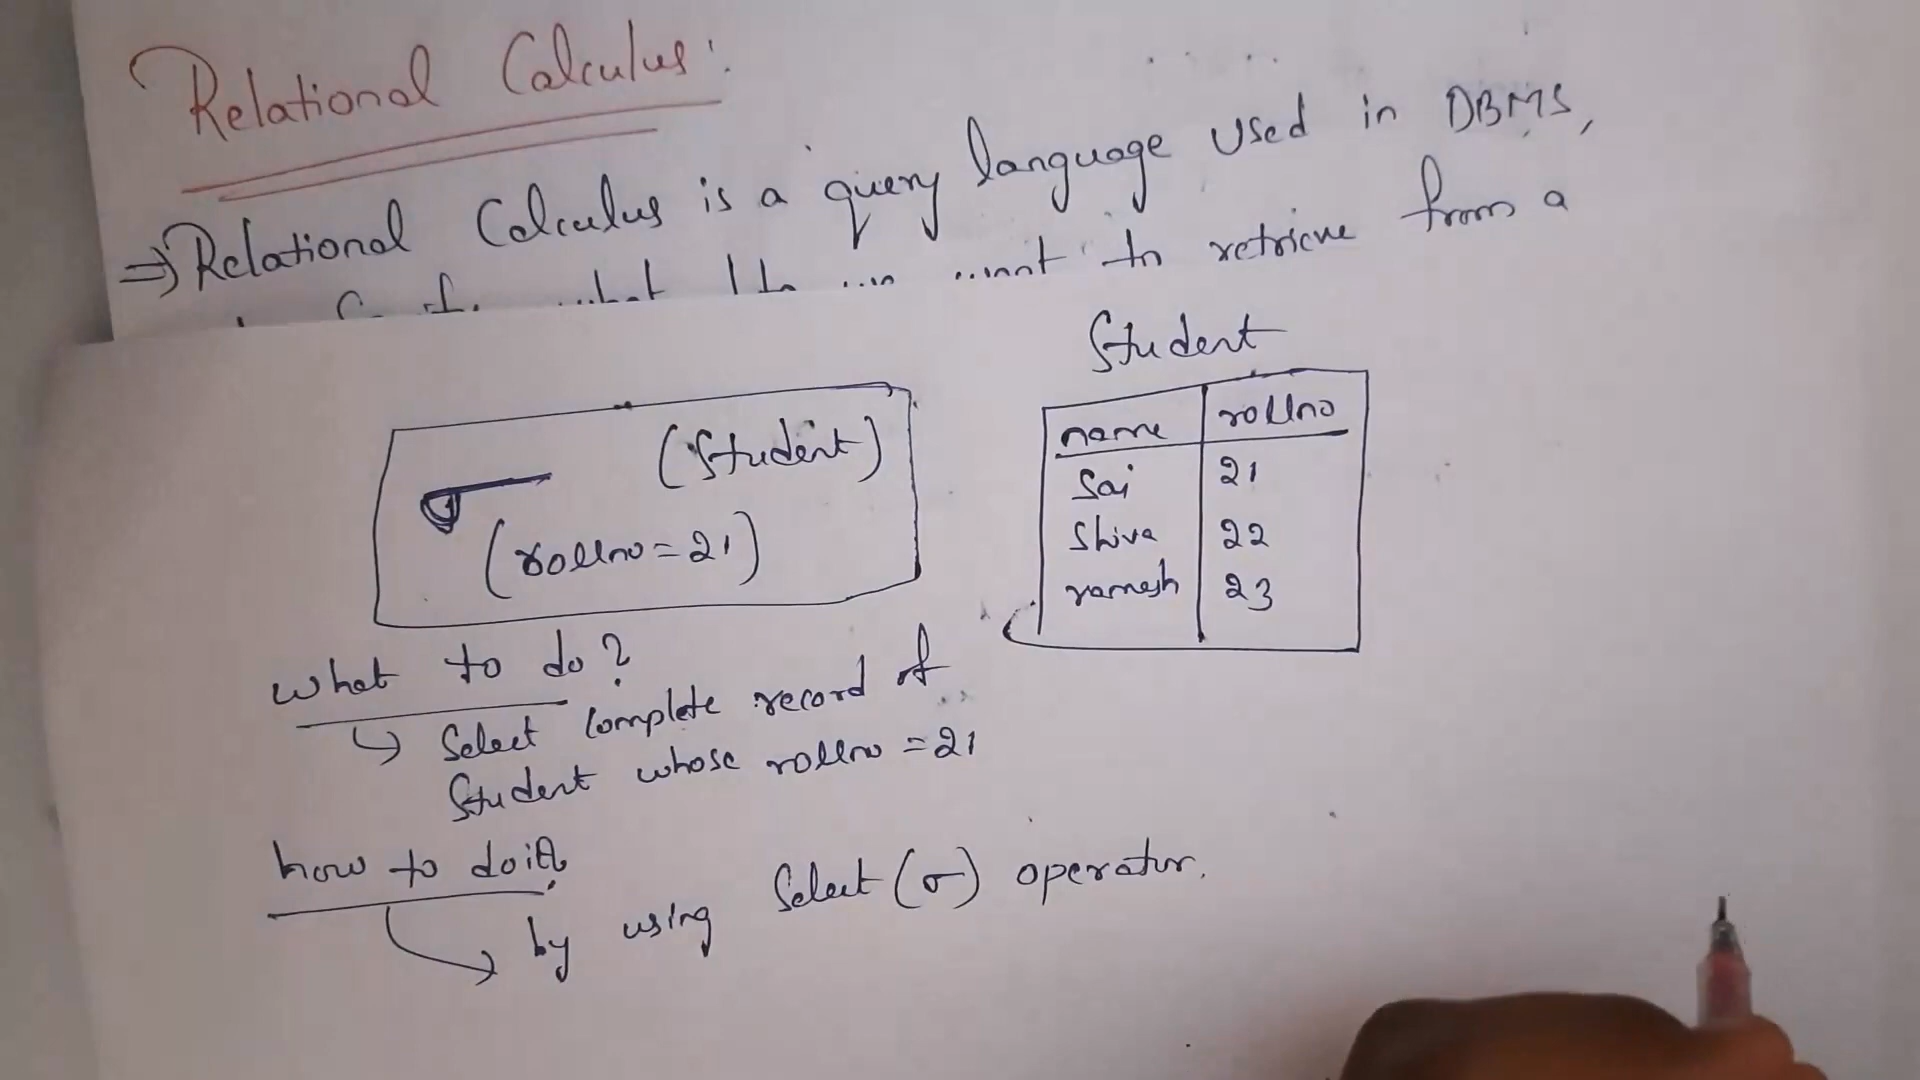 Relational Calculus:
⇒ Relational Calculus is a query language used in DBMS,
to retrieve from a
Student
name rollno
Sai 21
Shiva 22
ramesh 23
σ (Student)
(rollno=21)
what to do?
↳ Select complete record of
Student whose rollno = 21
how to do it?
→ by using Select (σ) operator.